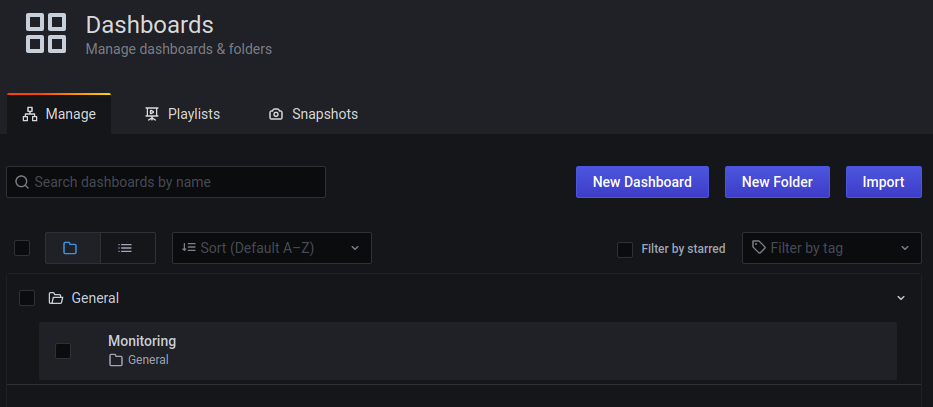 Dashboards
Manage dashboards & folders
Manage Playlists Snapshots
Search dashboards by name New Dashboard New Folder Import
Sort (Default A–Z) Filter by starred Filter by tag
General
Monitoring
General